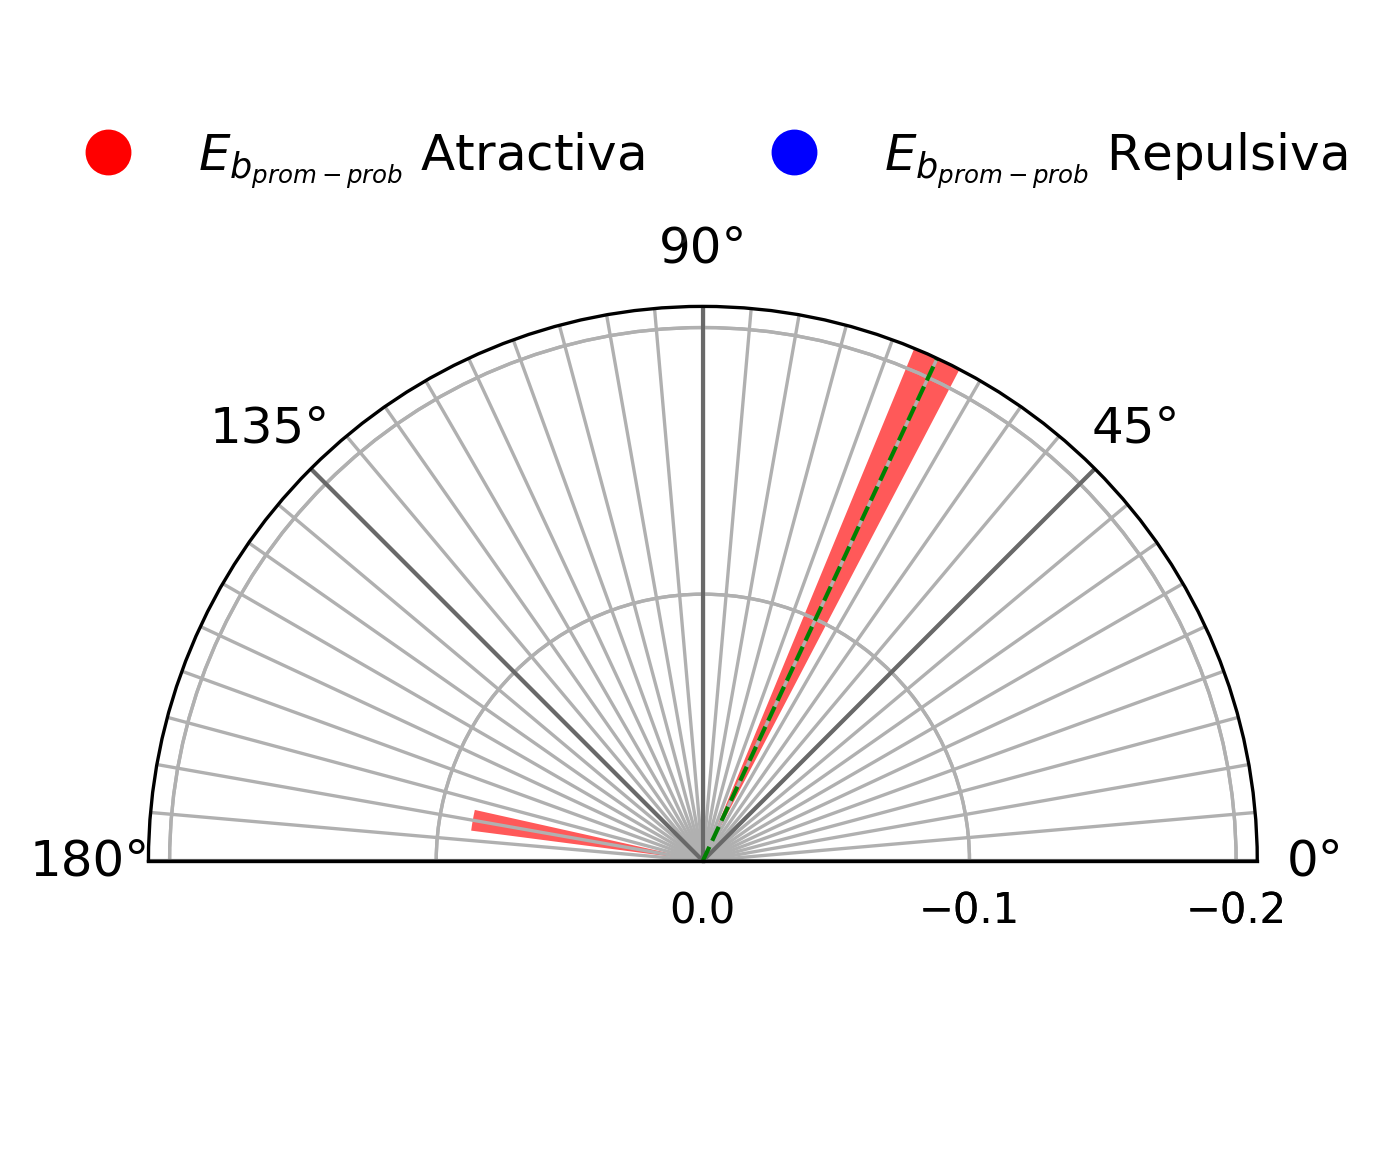 E_{b_{prom-prob}} Atractiva E_{b_{prom-prob}} Repulsiva
90°
135° 45°
180° 0°
0.0 −0.1 −0.2